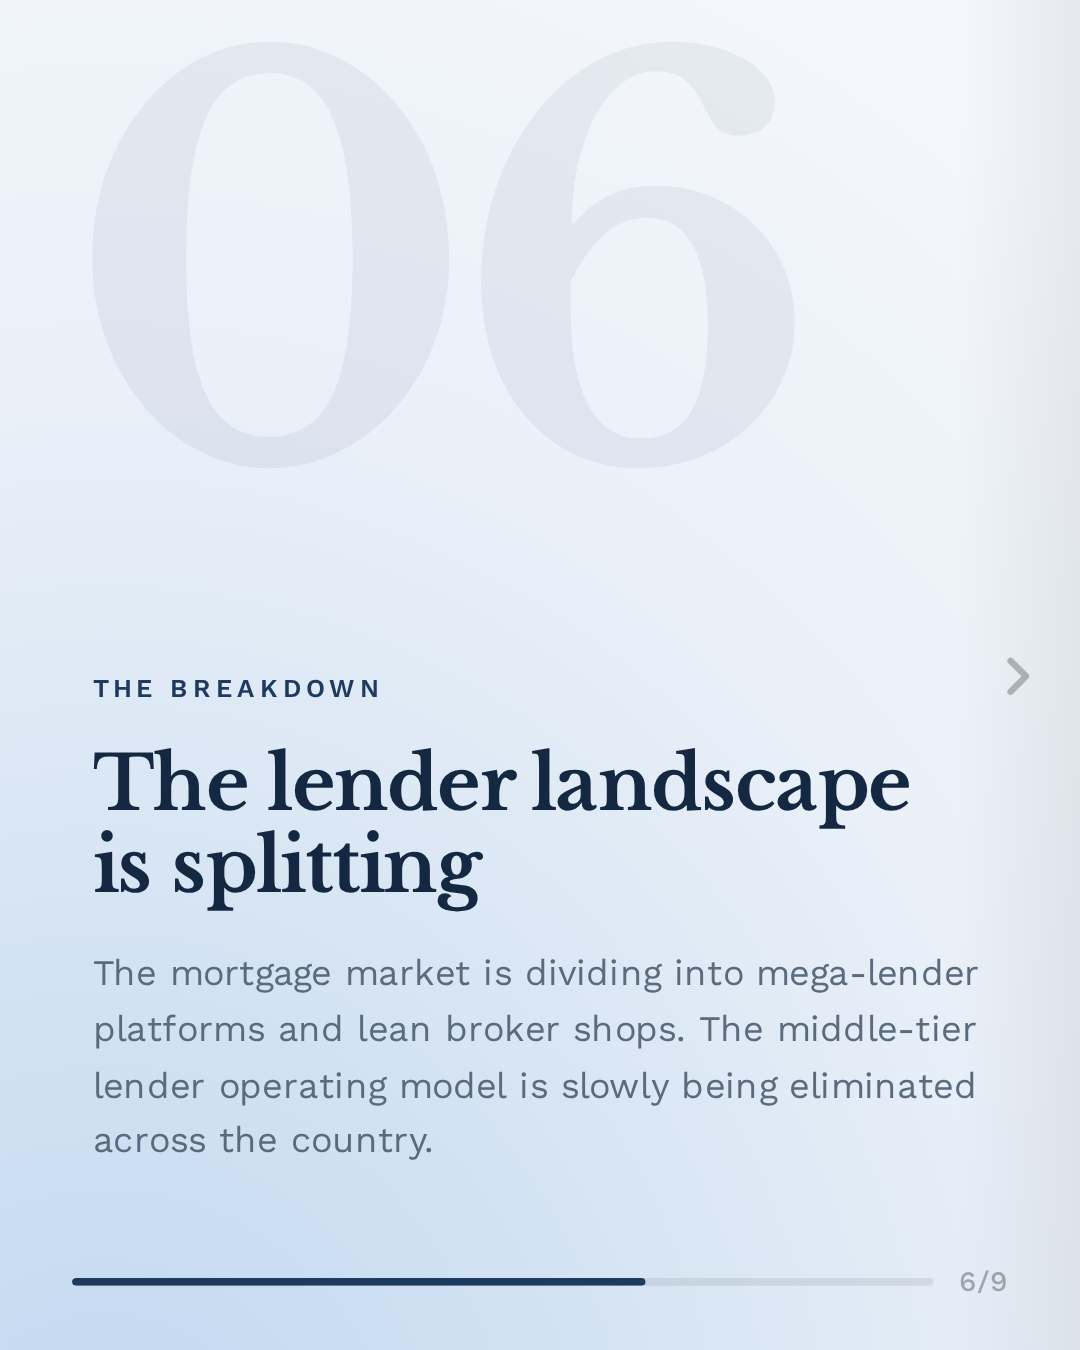 06
THE BREAKDOWN
The lender landscape
is splitting
The mortgage market is dividing into mega-lender
platforms and lean broker shops. The middle-tier
lender operating model is slowly being eliminated
across the country.
6/9